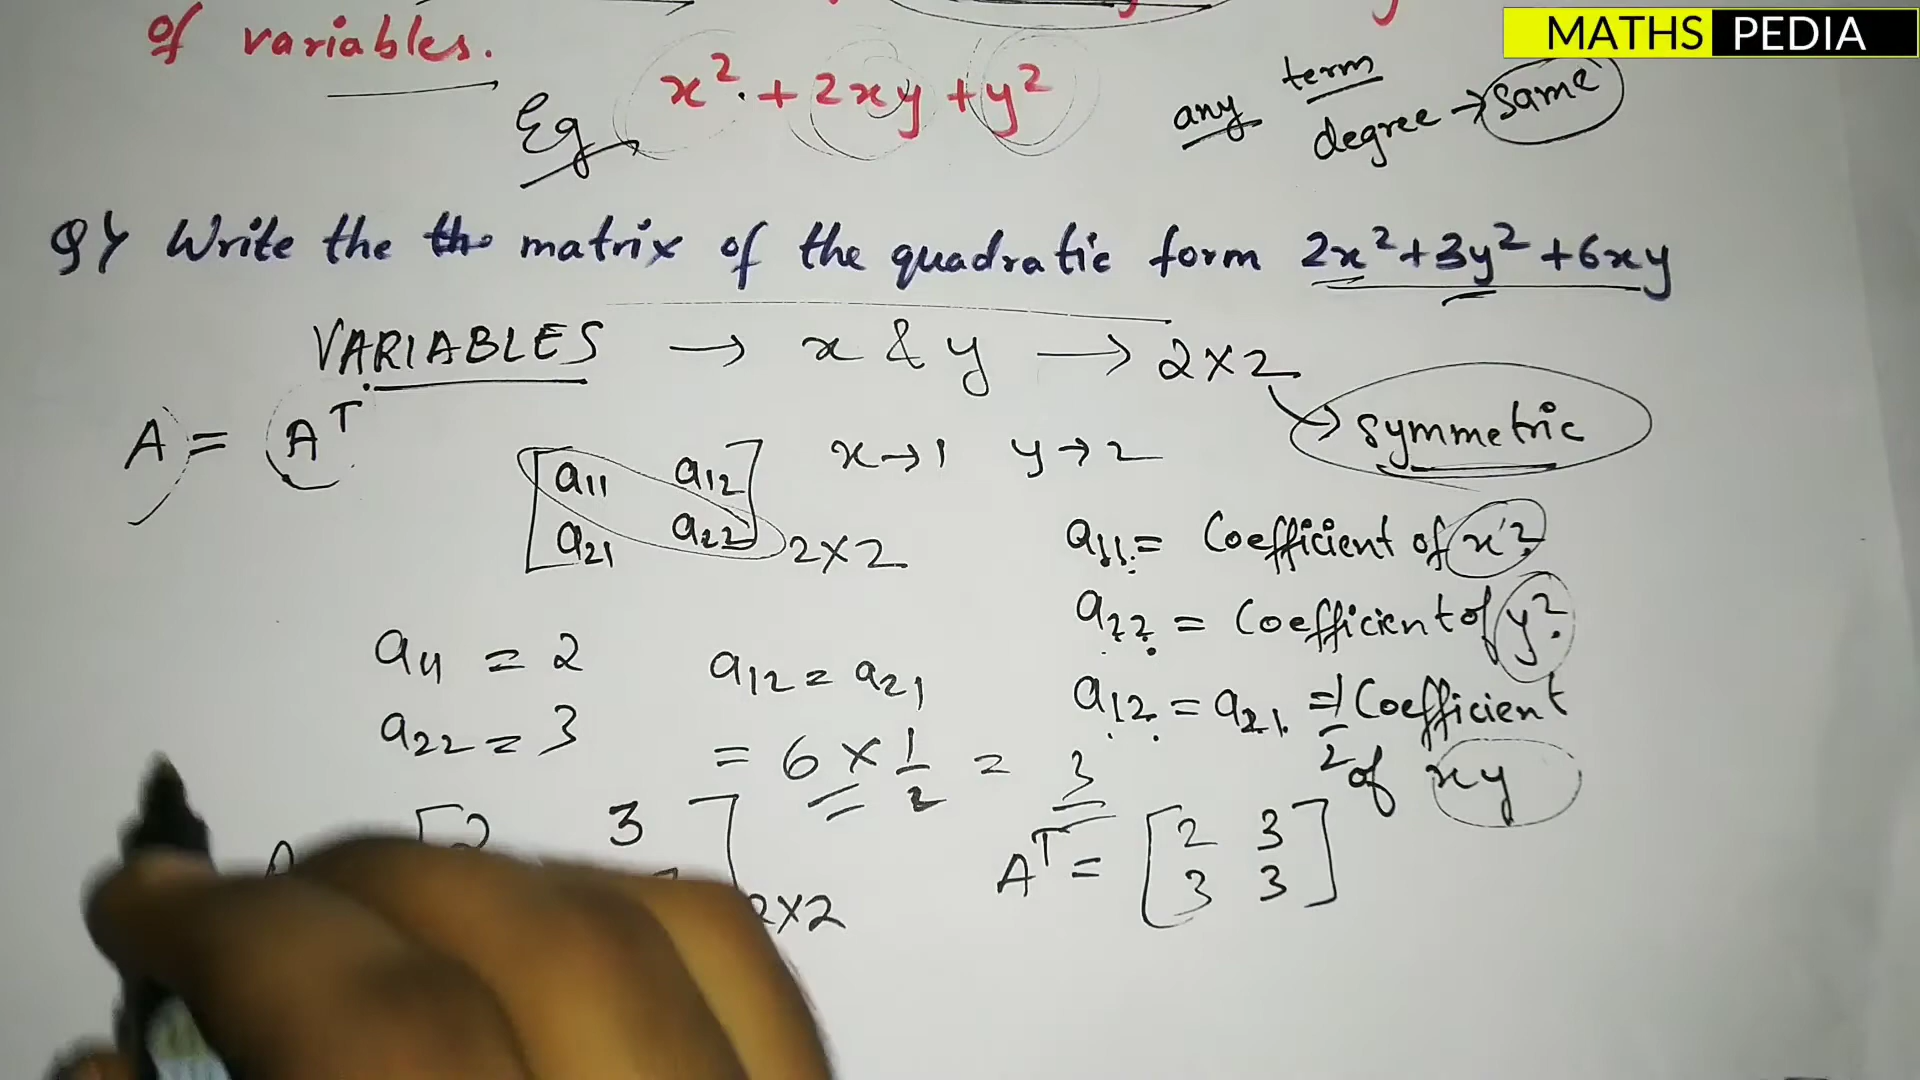 MATHS PEDIA
of variables.
Eg x² + 2xy + y²
any term
degree → same
Q) Write the the matrix of the quadratic form 2x² + 3y² + 6xy
VARIABLES → x & y → 2×2
→ symmetric
A = Aᵀ
x → 1 y → 2
[ a11 a12
a21 a22 ] 2×2
a11 = Coefficient of x²
a22 = Coefficient of y²
a12 = a21 = 1/2 Coefficient of xy
a11 = 2
a22 = 3
a12 = a21
= 6 × 1/2 = 3
[ 2 3
] 2×2
Aᵀ = [ 2 3
3 3 ]